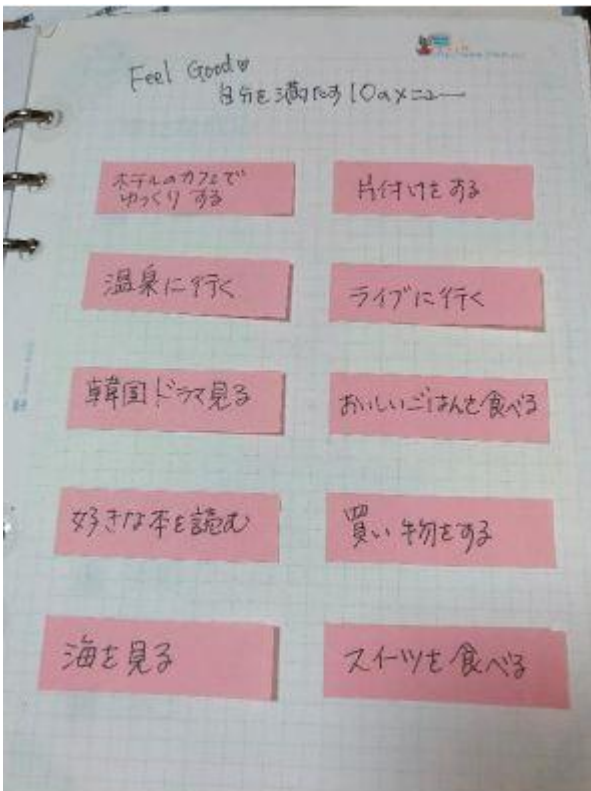 Feel Good♡
自分を満たす10のメニュー
ホテルのカフェで
ゆっくりする
片付けをする
温泉に行く
ライブに行く
韓国ドラマ見る
おいしいごはんを食べる
好きな本を読む
買い物をする
海を見る
スイーツを食べる